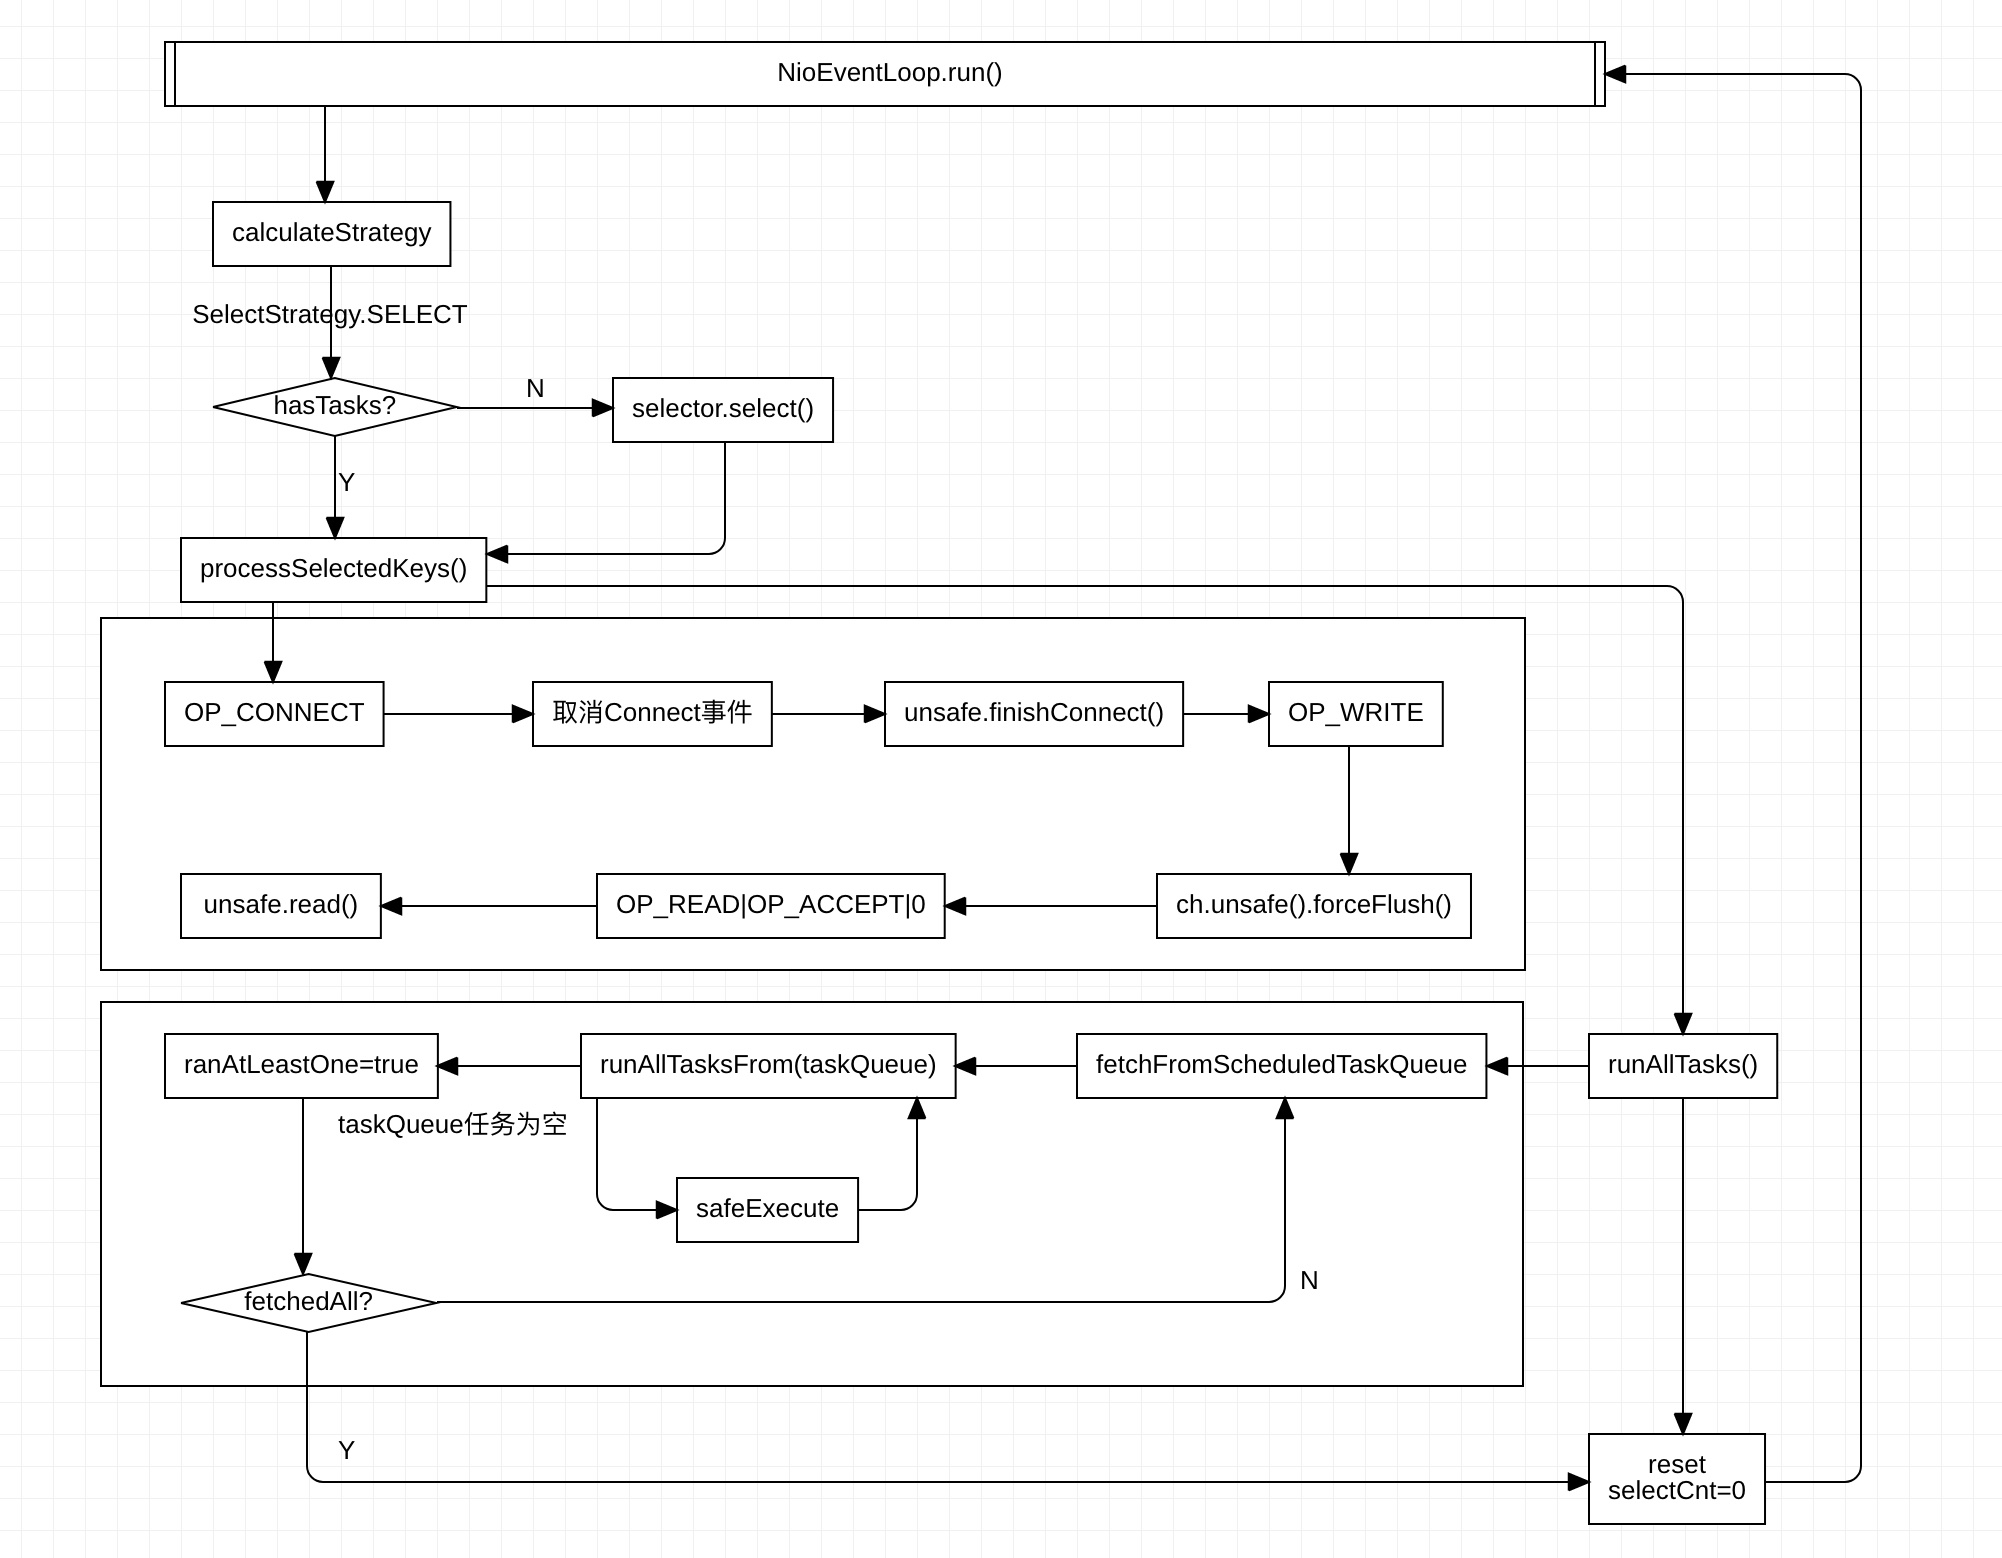 NioEventLoop.run()
calculateStrategy
SelectStrategy.SELECT
hasTasks?
N
selector.select()
Y
processSelectedKeys()
OP_CONNECT
取消Connect事件
unsafe.finishConnect()
OP_WRITE
unsafe.read()
OP_READ|OP_ACCEPT|0
ch.unsafe().forceFlush()
ranAtLeastOne=true
runAllTasksFrom(taskQueue)
fetchFromScheduledTaskQueue
runAllTasks()
taskQueue任务为空
safeExecute
fetchedAll?
N
Y
reset
selectCnt=0